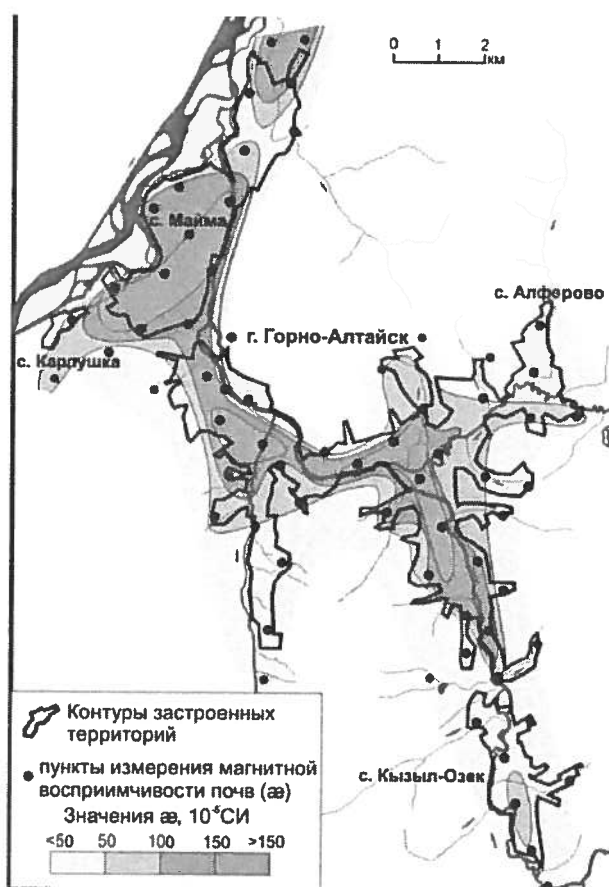 0 1 2
км
с. Майма
с. Алферово
г. Горно-Алтайск
с. Карлушка
с. Кызыл-Озек
Контуры застроенных
территорий
пункты измерения магнитной
восприимчивости почв (æ)
Значения æ, 10⁻⁵СИ
<50 50 100 150 >150